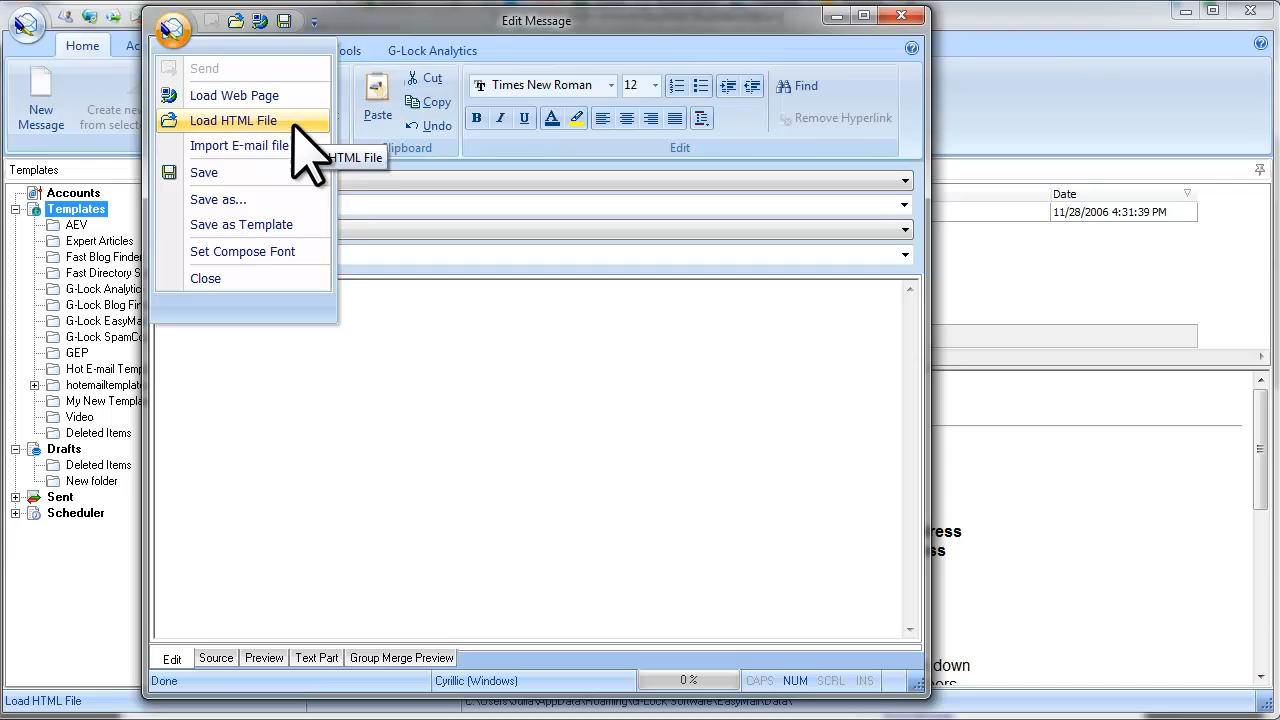 Edit Message
Home
Ac
ools
G-Lock Analytics
New
Message
Create new
from selec
Send
Load Web Page
Load HTML File
Import E-mail file
HTML File
Save
Save as...
Save as Template
Set Compose Font
Close
Paste
Cut
Copy
Undo
lipboard
Times New Roman
12
B I U
Edit
Find
Remove Hyperlink
Templates
Accounts
Templates
AEV
Expert Articles
Fast Blog Finder
Fast Directory S
G-Lock Analytic
G-Lock Blog Fin
G-Lock EasyMai
G-Lock SpamCo
GEP
Hot E-mail Temp
hotemailtemplat
My New Templa
Video
Deleted Items
Drafts
Deleted Items
New folder
Sent
Scheduler
Date
11/28/2006 4:31:39 PM
ress
ss
down
Edit
Source
Preview
Text Part
Group Merge Preview
Done
Cyrillic (Windows)
0 %
CAPS
NUM
SCRL
INS
Load HTML File